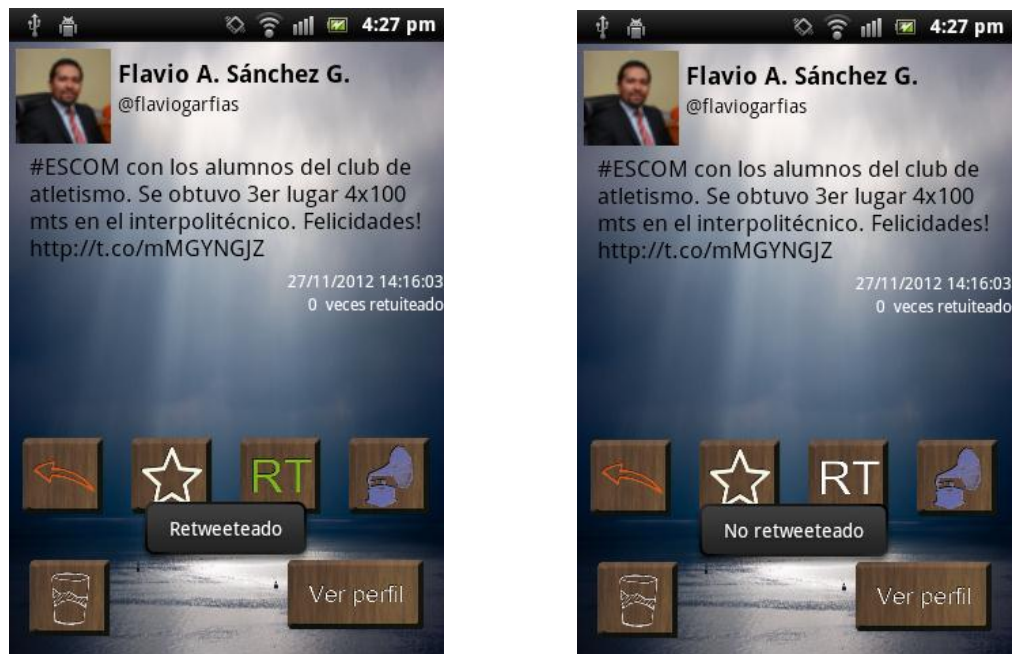 4:27 pm
Flavio A. Sánchez G.
@flaviogarfias
#ESCOM con los alumnos del club de
atletismo. Se obtuvo 3er lugar 4x100
mts en el interpolitécnico. Felicidades!
http://t.co/mMGYNGJZ
27/11/2012 14:16:03
0 veces retuiteado
RT
Retweeteado
Ver perfil
4:27 pm
Flavio A. Sánchez G.
@flaviogarfias
#ESCOM con los alumnos del club de
atletismo. Se obtuvo 3er lugar 4x100
mts en el interpolitécnico. Felicidades!
http://t.co/mMGYNGJZ
27/11/2012 14:16:03
0 veces retuiteado
RT
No retweeteado
Ver perfil